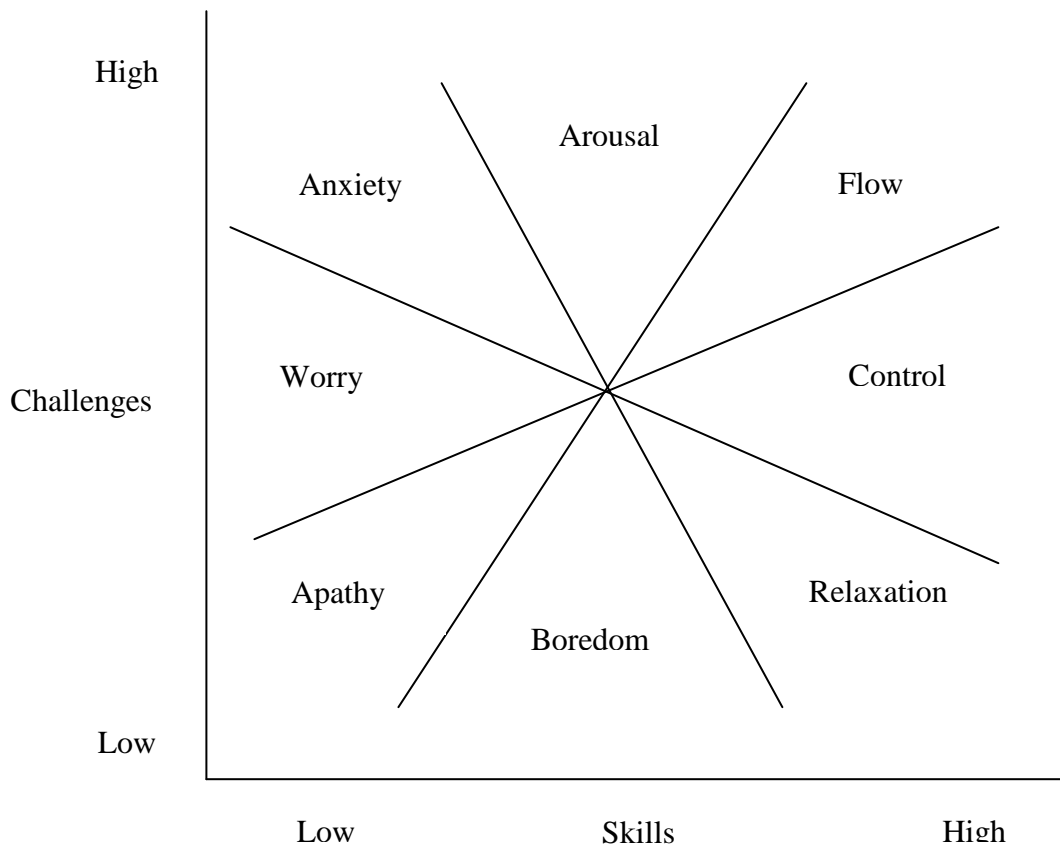 High
Arousal
Anxiety
Flow
Worry
Control
Challenges
Apathy
Relaxation
Boredom
Low
Low
Skills
High